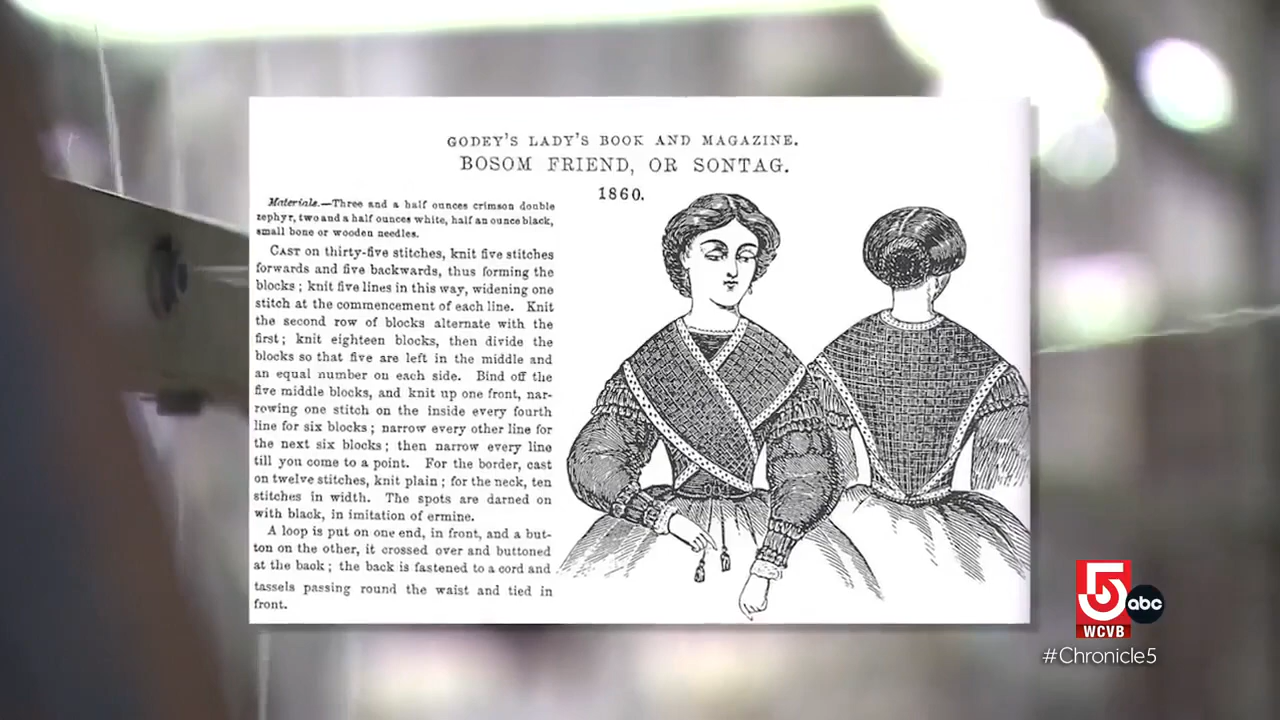 GODEY'S LADY'S BOOK AND MAGAZINE.
BOSOM FRIEND, OR SONTAG.
1860.
Materials.—Three and a half ounces crimson double
zephyr, two and a half ounces white, half an ounce black,
small bone or wooden needles.
CAST on thirty-five stitches, knit five stitches
forwards and five backwards, thus forming the
blocks; knit five lines in this way, widening one
stitch at the commencement of each line. Knit
the second row of blocks alternate with the
first; knit eighteen blocks, then divide the
blocks so that five are left in the middle and
an equal number on each side. Bind off the
five middle blocks, and knit up one front, nar-
rowing one stitch on the inside every fourth
line for six blocks; narrow every other line for
the next six blocks; then narrow every line
till you come to a point. For the border, cast
on twelve stitches, knit plain; for the neck, ten
stitches in width. The spots are darned on
with black, in imitation of ermine.
A loop is put on one end, in front, and a but-
ton on the other, it crossed over and buttoned
at the back; the back is fastened to a cord and
tassels passing round the waist and tied in
front.
5
abc
WCVB
#Chronicle5